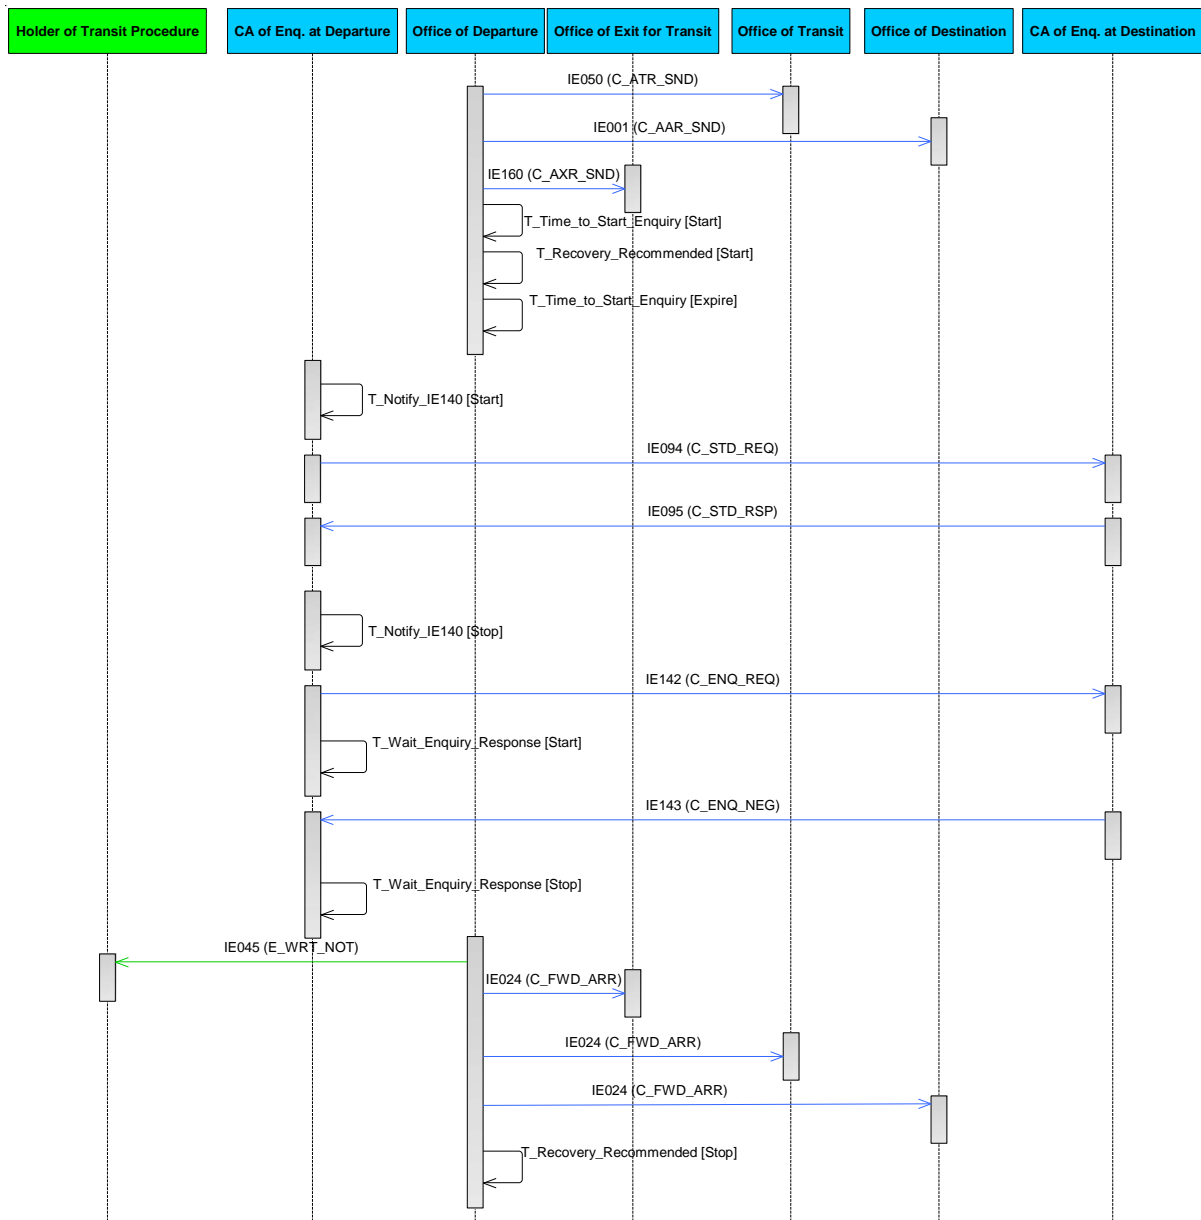 Holder of Transit Procedure
CA of Enq. at Departure
Office of Departure
Office of Exit for Transit
Office of Transit
Office of Destination
CA of Enq. at Destination
IE050 (C_ATR_SND)
IE001 (C_AAR_SND)
IE160 (C_AXR_SND)
T_Time_to_Start_Enquiry [Start]
T_Recovery_Recommended [Start]
T_Time_to_Start_Enquiry [Expire]
T_Notify_IE140 [Start]
IE094 (C_STD_REQ)
IE095 (C_STD_RSP)
T_Notify_IE140 [Stop]
IE142 (C_ENQ_REQ)
T_Wait_Enquiry_Response [Start]
IE143 (C_ENQ_NEG)
T_Wait_Enquiry_Response [Stop]
IE045 (E_WRT_NOT)
IE024 (C_FWD_ARR)
IE024 (C_FWD_ARR)
IE024 (C_FWD_ARR)
T_Recovery_Recommended [Stop]